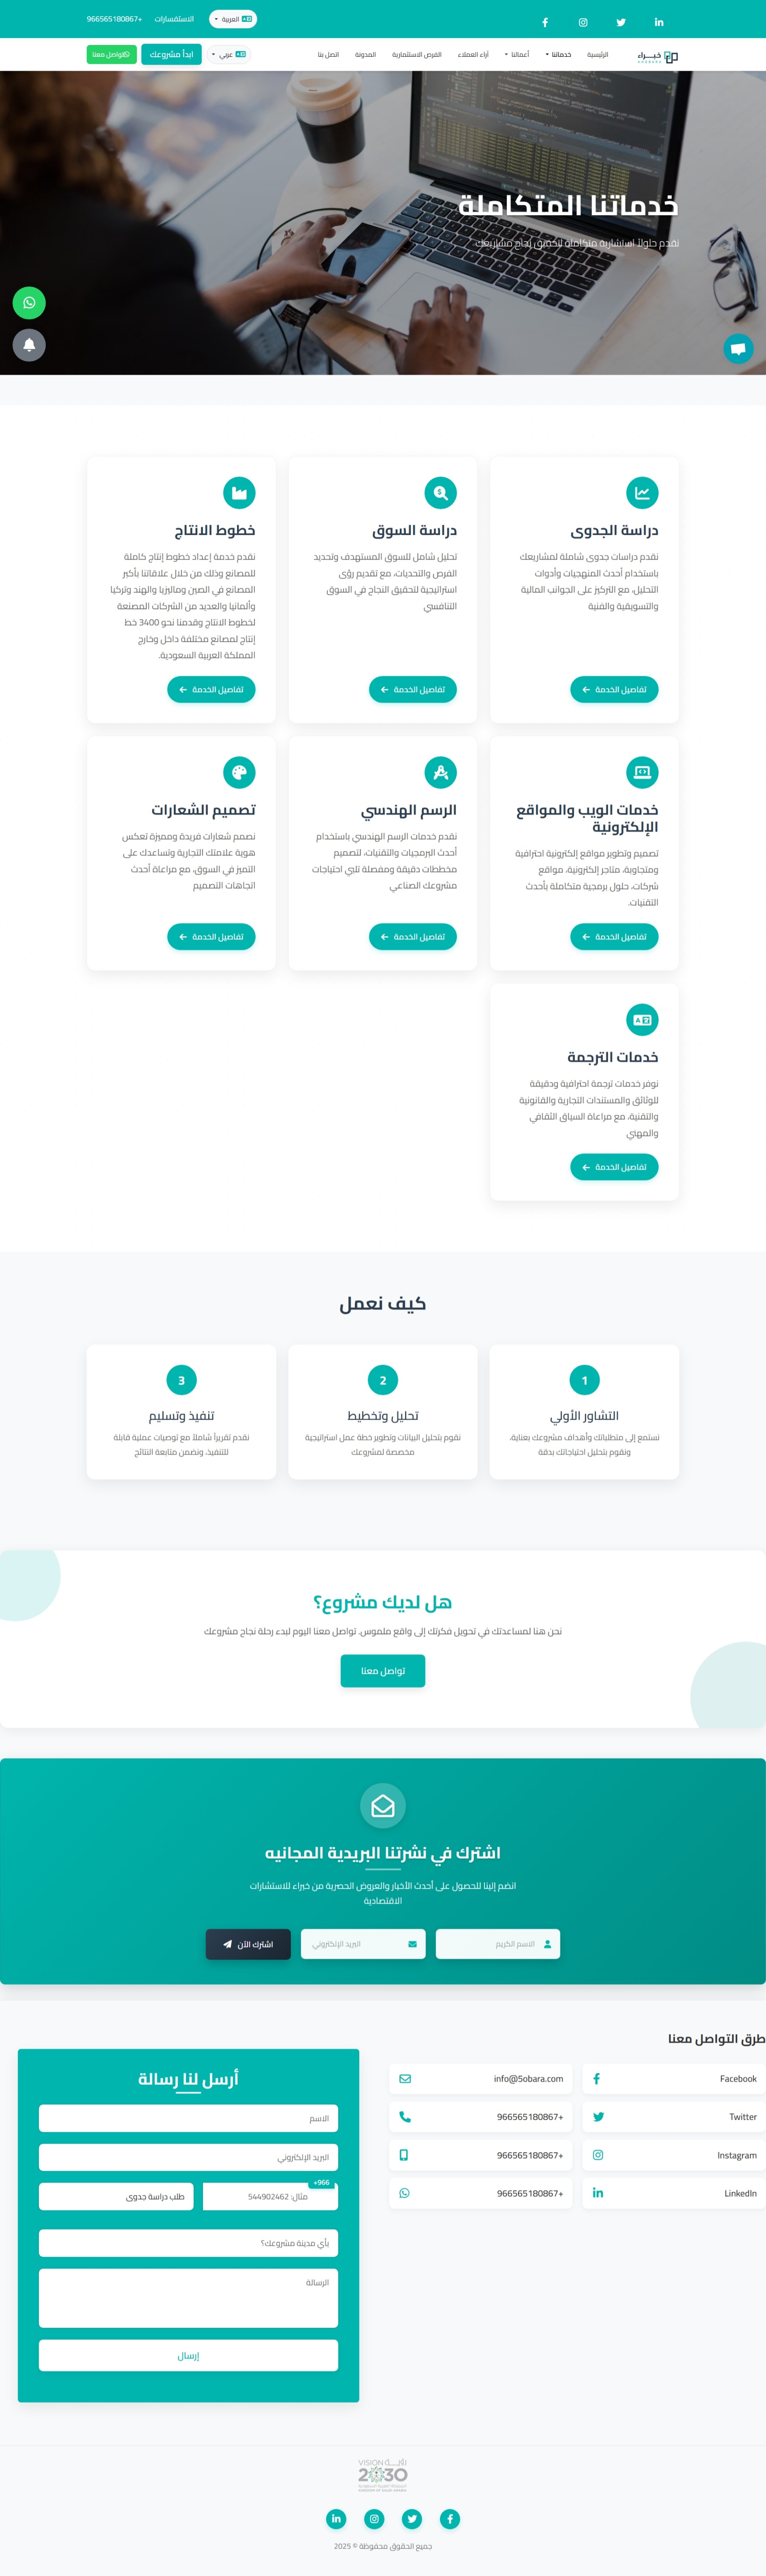 العربية
الاستفسارات
+966565180867
خبـــراء
الرئيسية
خدماتنا
أعمالنا
آراء العملاء
الفرص الاستثمارية
المدونة
اتصل بنا
عربي
ابدأ مشروعك
تواصل معنا
خدماتنا المتكاملة
نقدم حلولاً استشارية متكاملة لتحقيق نجاح مشاريعك
دراسة الجدوى
نقدم دراسات جدوى شاملة لمشاريعك
باستخدام أحدث المنهجيات وأدوات
التحليل، مع التركيز على الجوانب المالية
والتسويقية والفنية
تفاصيل الخدمة
دراسة السوق
تحليل شامل للسوق المستهدف وتحديد
الفرص والتحديات، مع تقديم رؤى
استراتيجية لتحقيق النجاح في السوق
التنافسي
تفاصيل الخدمة
خطوط الانتاج
نقدم خدمة إعداد خطوط إنتاج كاملة
للمصانع وذلك من خلال علاقاتنا بأكبر
المصانع في الصين وماليزيا والهند وتركيا
وألمانيا والعديد من الشركات المصنعة
لخطوط الانتاج وقدمنا نحو 3400 خط
إنتاج لمصانع مختلفة داخل وخارج
المملكة العربية السعودية.
تفاصيل الخدمة
خدمات الويب والمواقع
الإلكترونية
تصميم وتطوير مواقع إلكترونية احترافية
ومتجاوبة، متاجر إلكترونية، مواقع
شركات، حلول برمجية متكاملة بأحدث
التقنيات.
تفاصيل الخدمة
الرسم الهندسي
نقدم خدمات الرسم الهندسي باستخدام
أحدث البرمجيات والتقنيات، لتصميم
مخططات دقيقة ومفصلة تلبي احتياجات
مشروعك الصناعي
تفاصيل الخدمة
تصميم الشعارات
نصمم شعارات فريدة ومميزة تعكس
هوية علامتك التجارية وتساعدك على
التميز في السوق، مع مراعاة أحدث
اتجاهات التصميم
تفاصيل الخدمة
خدمات الترجمة
نوفر خدمات ترجمة احترافية ودقيقة
للوثائق والمستندات التجارية والقانونية
والتقنية، مع مراعاة السياق الثقافي
والمهني
تفاصيل الخدمة
كيف نعمل
1
التشاور الأولي
نستمع إلى متطلباتك وأهداف مشروعك بعناية،
ونقوم بتحليل احتياجاتك بدقة
2
تحليل وتخطيط
نقوم بتحليل البيانات وتطوير خطة عمل استراتيجية
مخصصة لمشروعك
3
تنفيذ وتسليم
نقدم تقريراً شاملاً مع توصيات عملية قابلة
للتنفيذ، ونضمن متابعة النتائج
هل لديك مشروع؟
نحن هنا لمساعدتك في تحويل فكرتك إلى واقع ملموس. تواصل معنا اليوم لبدء رحلة نجاح مشروعك
تواصل معنا
اشترك في نشرتنا البريدية المجانيه
انضم إلينا للحصول على أحدث الأخبار والعروض الحصرية من خبراء للاستشارات
الاقتصادية
الاسم الكريم
البريد الإلكتروني
اشترك الآن
طرق التواصل معنا
Facebook
info@5obara.com
Twitter
+966565180867
Instagram
+966565180867
LinkedIn
+966565180867
أرسل لنا رسالة
الاسم
البريد الإلكتروني
+966
مثال: 544902462
طلب دراسة جدوى
بأي مدينة مشروعك؟
الرسالة
إرسال
VISION رؤيـــة
2030
جميع الحقوق محفوظة © 2025